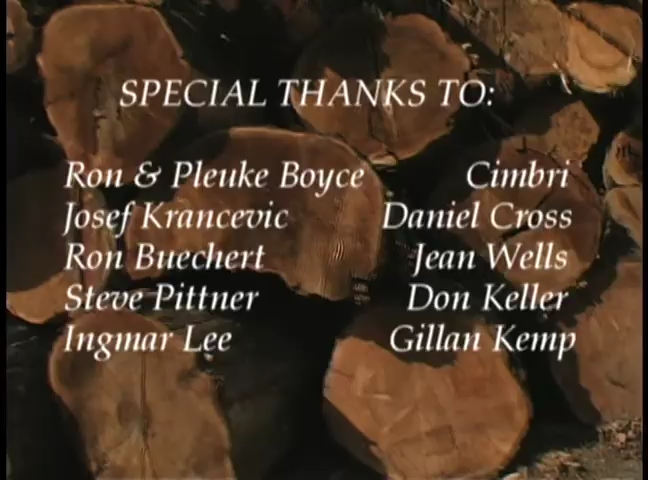 SPECIAL THANKS TO:
Ron & Pleuke Boyce
Josef Krancevic
Ron Buechert
Steve Pittner
Ingmar Lee
Cimbri
Daniel Cross
Jean Wells
Don Keller
Gillan Kemp